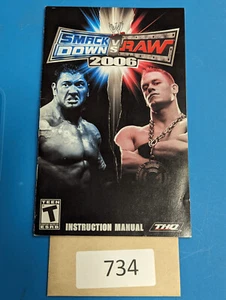 SMACK
DOWN VS RAW
2006
TEEN
T
ESRB
INSTRUCTION MANUAL
THQ
734